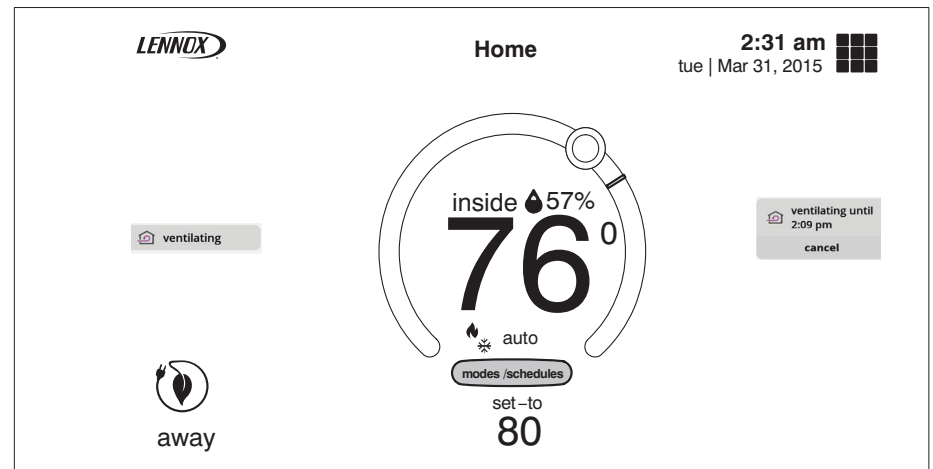 LENNOX
Home
2:31 am
tue | Mar 31, 2015
inside 57%
76°
auto
modes /schedules
set–to
80
ventilating
ventilating until
2:09 pm
cancel
away